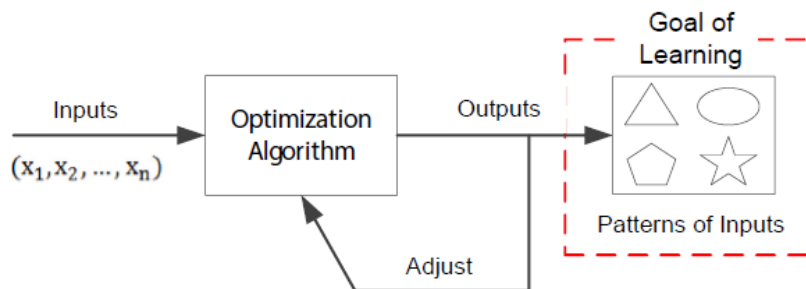 Goal of
Learning
Inputs
(x₁,x₂, ..., xₙ)
Optimization
Algorithm
Outputs
Patterns of Inputs
Adjust